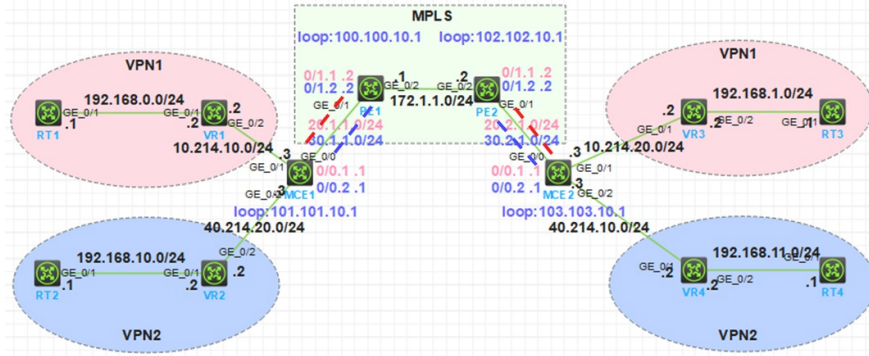 MPLS
loop:100.100.10.1 loop:102.102.10.1
VPN1
VPN1
0/1.1 .2
0/1.2 .2
.1
GE_0/2
.2
GE_0/2
0/1.1 .2
0/1.2 .2
192.168.0.0/24
GE_0/1
GE_0/1
.2
GE_0/2
.1
.2
RT1
VR1
GE_0/1
PE1
172.1.1.0/24
PE2
GE_0/1
192.168.1.0/24
.2
GE_0/1
GE_0/2
GE_0/1
.2
.1
VR3
RT3
20.1.1.0/24
30.1.1.0/24
20.2.1.0/24
30.2.1.0/24
10.214.10.0/24
.3
GE_0/1
GE_0/0
GE_0/0
.3
GE_0/1
10.214.20.0/24
0/0.1 .1
0/0.2 .1
0/0.1 .1
0/0.2 .1
GE_0/2
.3
MCE1
MCE2
.3
GE_0/2
loop:101.101.10.1
loop:103.103.10.1
40.214.20.0/24
40.214.10.0/24
192.168.10.0/24
GE_0/2
GE_0/1
GE_0/1
.1
.2
.2
RT2
VR2
VPN2
192.168.11.0/24
GE_0/1
.2
GE_0/2
GE_0/1
.2
.1
VR4
RT4
VPN2